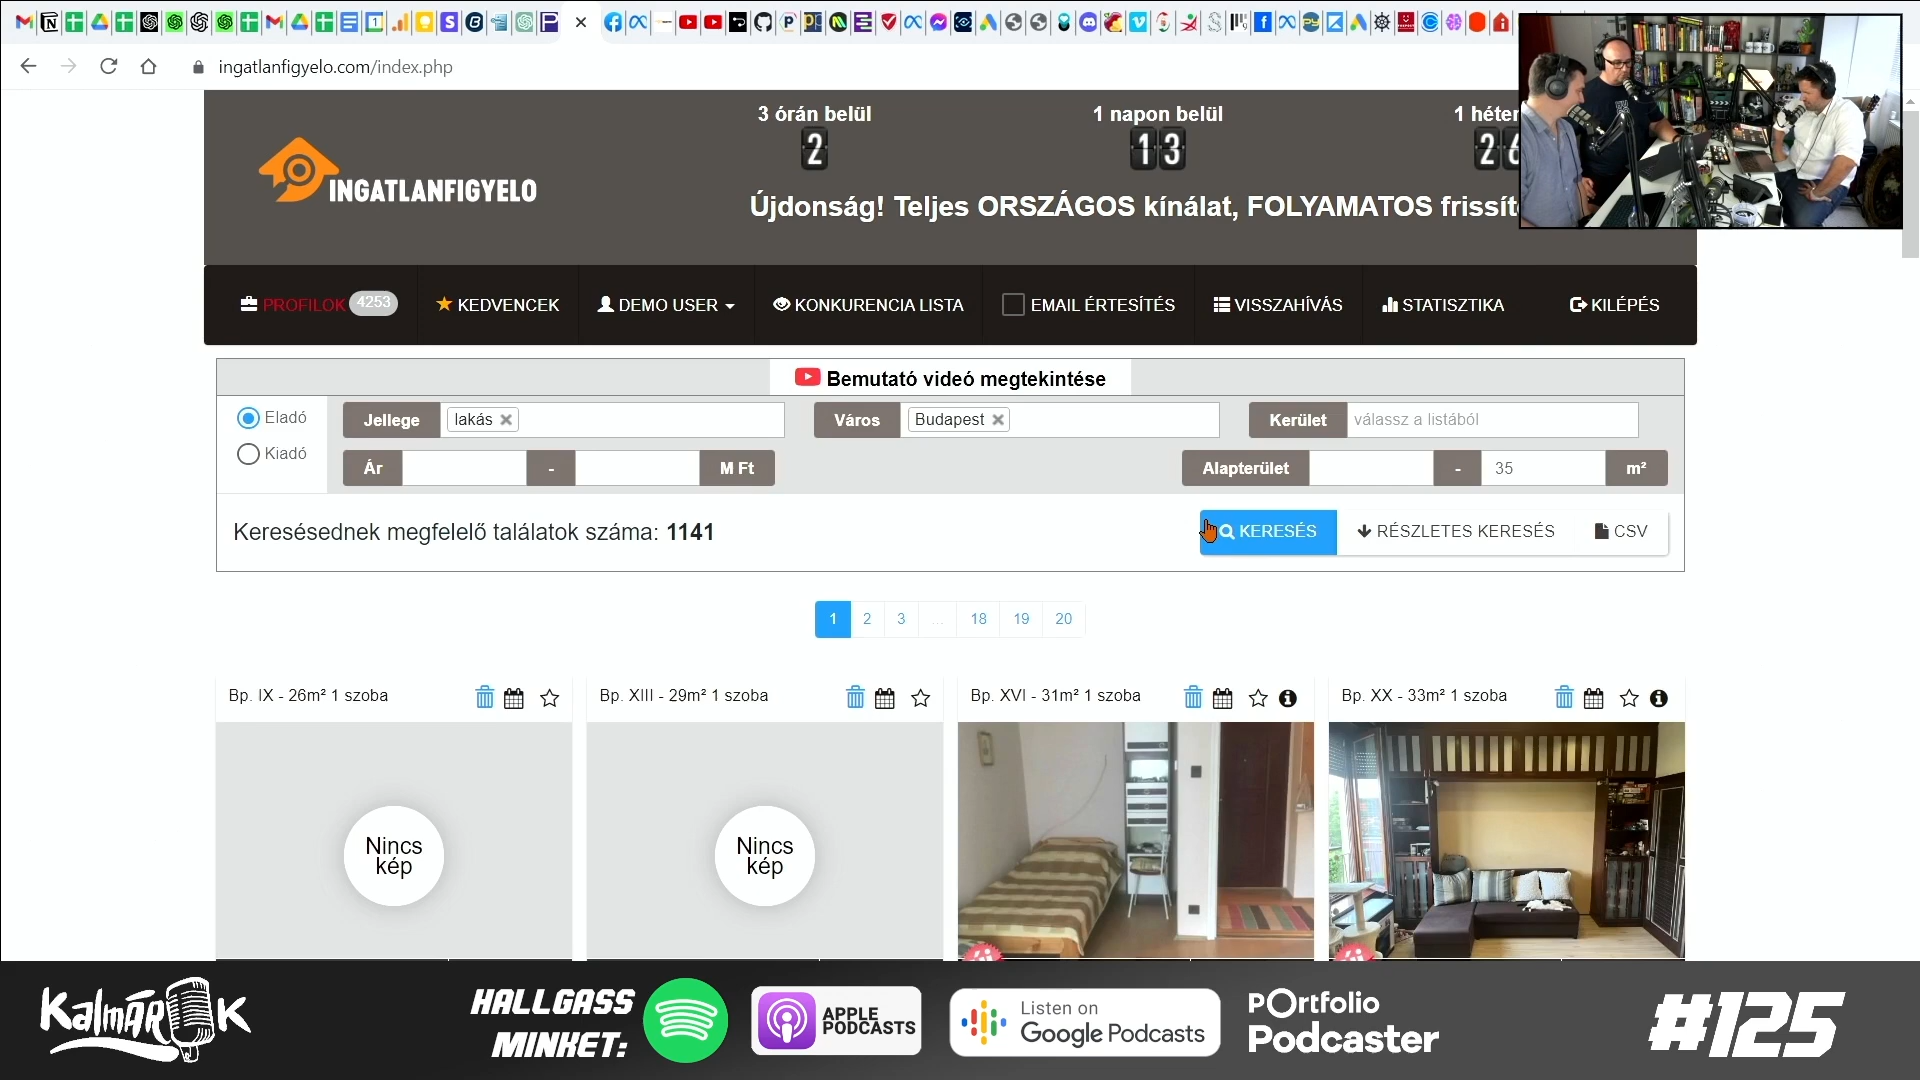 ingatlanfigyelo.com/index.php
3 órán belül
1 napon belül
1 héten
2
13
INGATLANFIGYELO
Újdonság! Teljes ORSZÁGOS kínálat, FOLYAMATOS
PROFILOK 4253
KEDVENCEK
DEMO USER
KONKURENCIA LISTA
EMAIL ÉRTESÍTÉS
VISSZAHÍVÁS
STATISZTIKA
KILÉPÉS
Bemutató videó megtekintése
Eladó
Jellege lakás
Város Budapest
Kerület válassz a listából
Kiadó
Ár - M Ft
Alapterület - 35 m²
Keresésednek megfelelő találatok száma: 1141
KERESÉS
RÉSZLETES KERESÉS
CSV
1 2 3 ... 18 19 20
Bp. IX - 26m² 1 szoba
Bp. XIII - 29m² 1 szoba
Bp. XVI - 31m² 1 szoba
Bp. XX - 33m² 1 szoba
Nincs
kép
Nincs
kép
KalmárOK
HALLGASS
MINKET:
APPLE
PODCASTS
Listen on
Google Podcasts
POrtfolio
Podcaster
#125